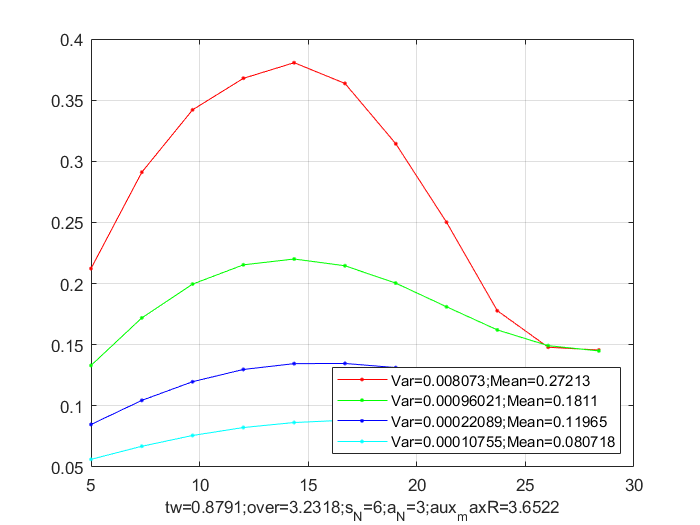 0.4
0.35
0.3
0.25
0.2
0.15
0.1
0.05
Var=0.008073;Mean=0.27213
Var=0.00096021;Mean=0.1811
Var=0.00022089;Mean=0.11965
Var=0.00010755;Mean=0.080718
5 10 15 20 25 30
tw=0.8791;over=3.2318;s_N=6;a_N=3;aux_maxR=3.6522